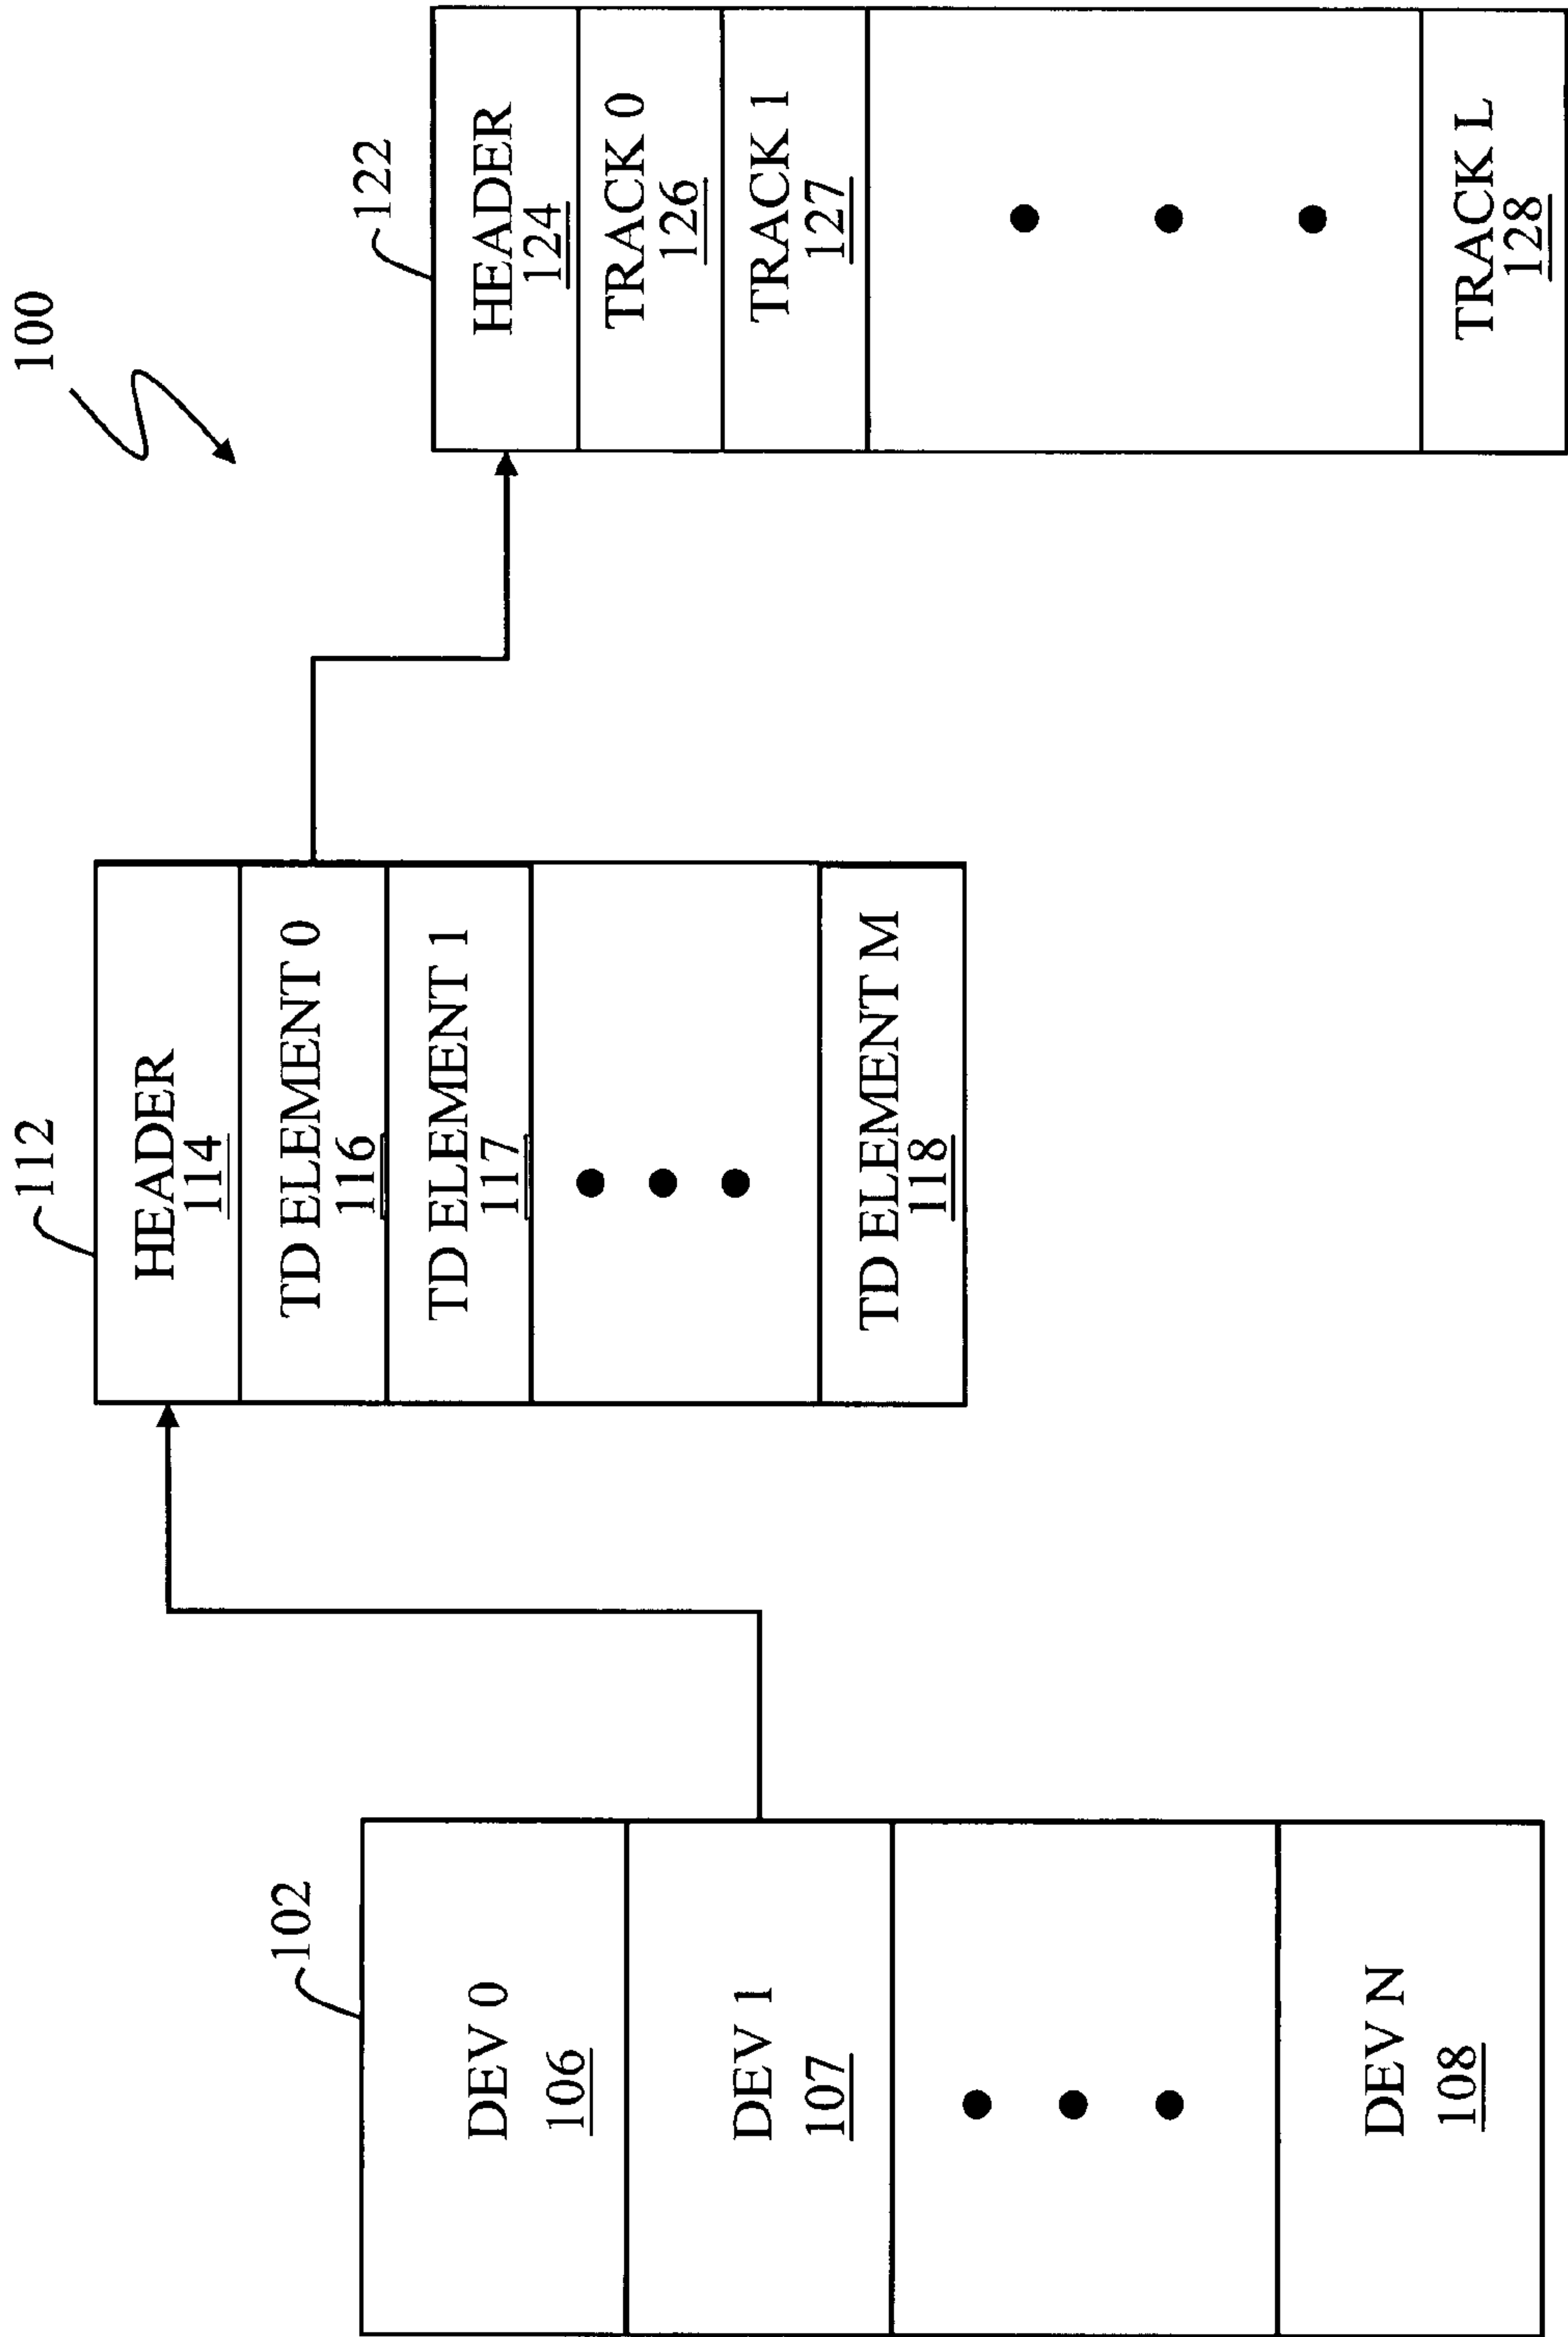 100
102
DEV 0
106
DEV 1
107
DEV N
108
112
HEADER
114
TD ELEMENT 0
116
TD ELEMENT 1
117
TD ELEMENT M
118
122
HEADER
124
TRACK 0
126
TRACK 1
127
TRACK L
128